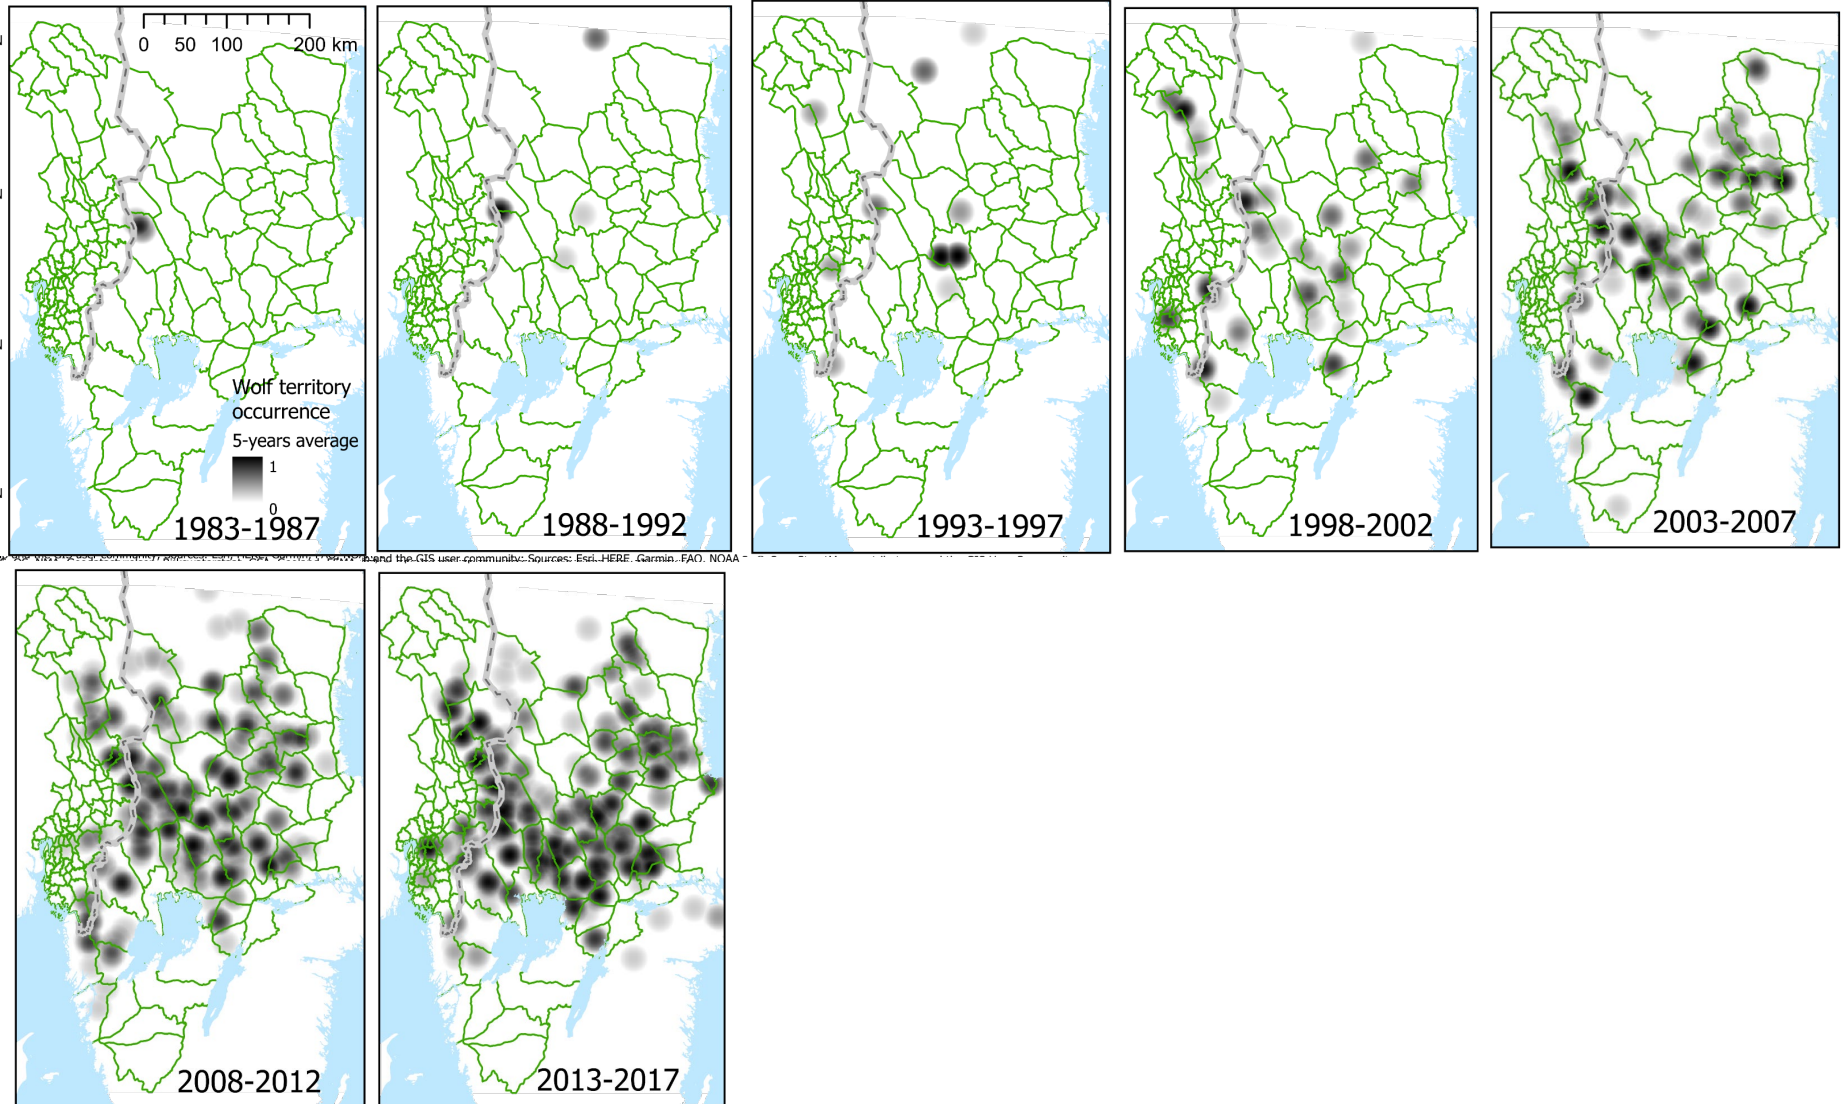 0 50 100 200 km
Wolf territory
occurrence
5-years average
1
0
1983-1987
1988-1992
1993-1997
1998-2002
2003-2007
and the GIS user community; Sources: Esri, HERE, Garmin, FAO, NOAA
2008-2012
2013-2017